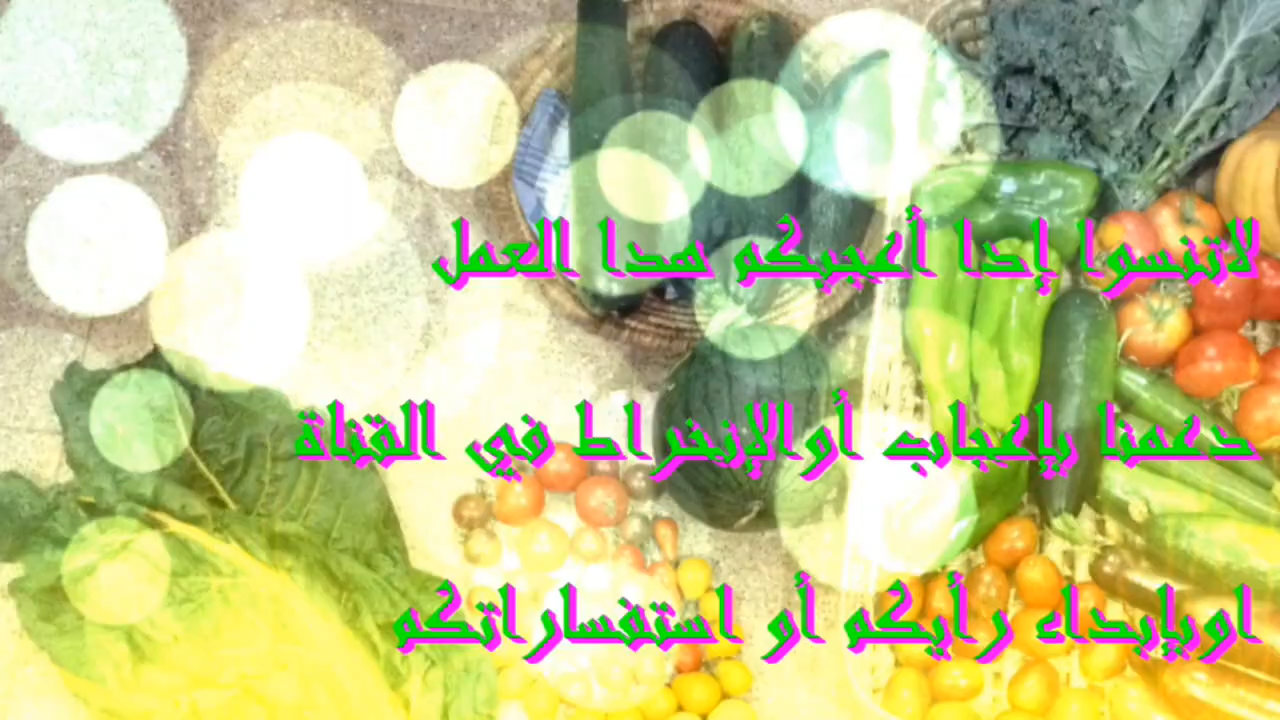 لاتنسوا إدا أعجبكم هدا العمل
دعمنا بإعجاب أوالإنخراط في القناة
اوبإبداء رأيكم أو استفساراتكم